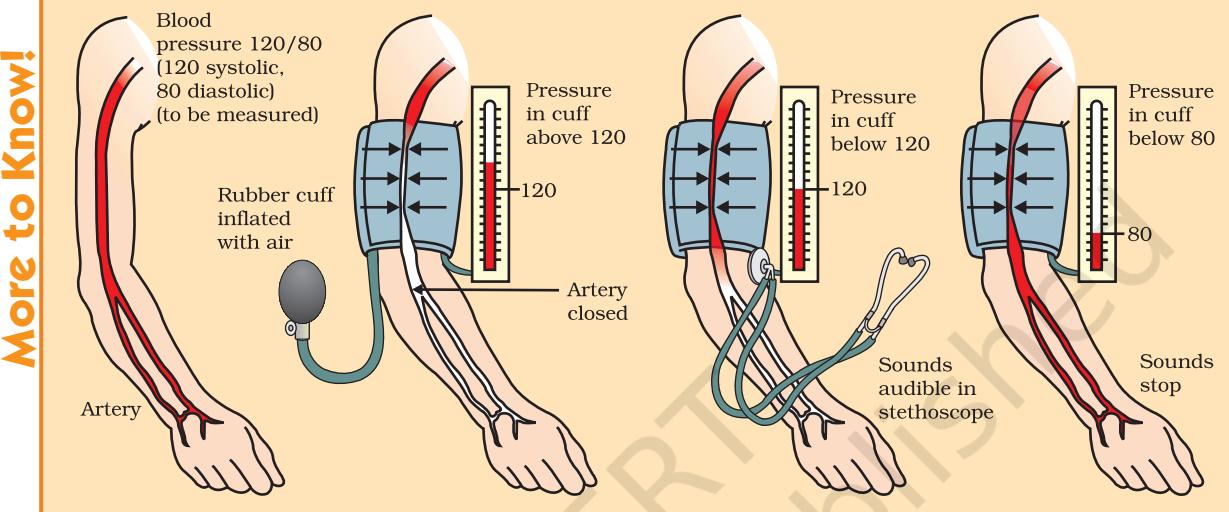 More to Know!
Blood
pressure 120/80
(120 systolic,
80 diastolic)
(to be measured)
Artery
Rubber cuff
inflated
with air
Pressure
in cuff
above 120
120
Artery
closed
Pressure
in cuff
below 120
120
Sounds
audible in
stethoscope
Pressure
in cuff
below 80
80
Sounds
stop
ERT
blished